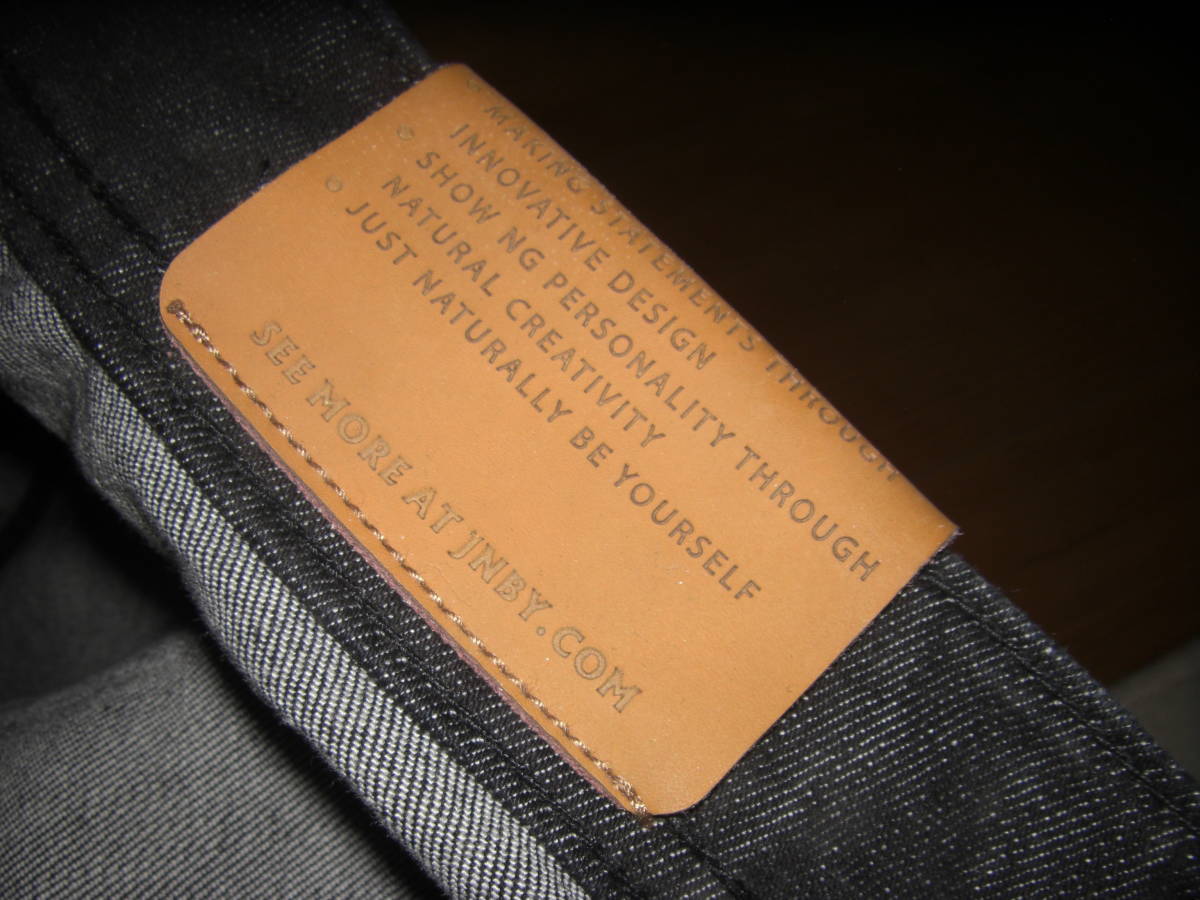 • MAKING STATEMENTS THROUGH
INNOVATIVE DESIGN
• SHOW NG PERSONALITY THROUGH
NATURAL CREATIVITY
• JUST NATURALLY BE YOURSELF
SEE MORE AT JNBY.COM